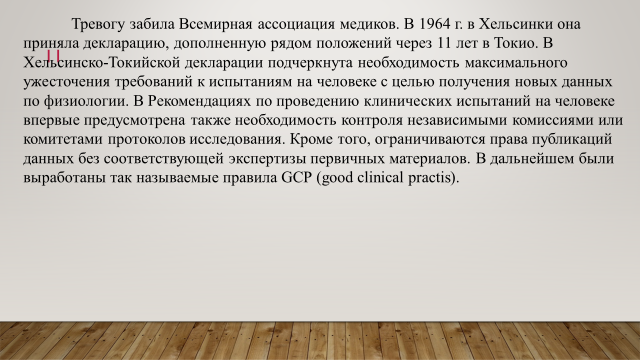 Тревогу забила Всемирная ассоциация медиков. В 1964 г. в Хельсинки она
приняла декларацию, дополненную рядом положений через 11 лет в Токио. В
Хельсинско-Токийской декларации подчеркнута необходимость максимального
ужесточения требований к испытаниям на человеке с целью получения новых данных
по физиологии. В Рекомендациях по проведению клинических испытаний на человеке
впервые предусмотрена также необходимость контроля независимыми комиссиями или
комитетами протоколов исследования. Кроме того, ограничиваются права публикаций
данных без соответствующей экспертизы первичных материалов. В дальнейшем были
выработаны так называемые правила GCP (good clinical practis).